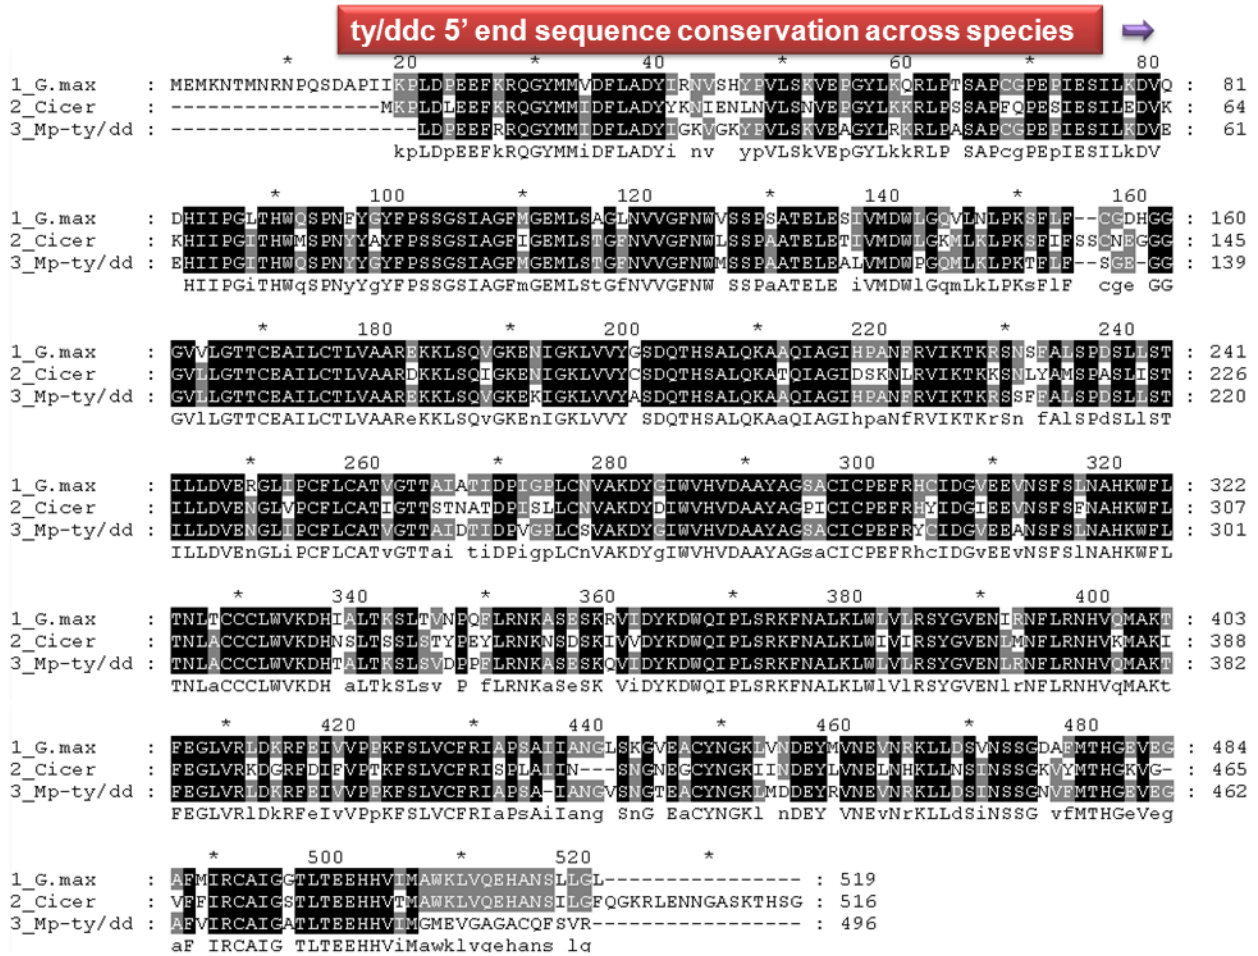 ty/ddc 5’ end sequence conservation across species
* 20 * 40 * 60 * 80
1_G.max : MEMKNTMNRNPQSDAPIIKPLDPEEFKRQGYMMVDFLADYIRNVSHYPVLSKVEPGYLKQRLPTSAPCGPEPIESILKDVQ : 81
2_Cicer : -----------------MKPLDLEEFKRQGYMMIDFLADYYKNIENLNVLSNVEPGYLKKRLPSSAPFQPESIESILEDVK : 64
3_Mp-ty/dd : --------------------LDPEEFRRQGYMMIDFLADYIGKVGKYPVLSKVEAGYLRKRLPASAPCGPEPIESILEDVE : 61
kpLDpEEFkRQGYMMiDFLADYi nv ypVLSkVEpGYLkkRLP SAPcgPEpIESILkDV
* 100 * 120 * 140 * 160
1_G.max : DHIIPGLTHWQSPNFYGYFPSSGSIAGFMGEMLSAGLNVVGFNWVSSPSATELESIVMDWLGQVLNLPKSFLF--CGDHGG : 160
2_Cicer : KHIIPGITHWMSPNYYAYFPSSGSIAGFIGEMLSTGFNVVGFNWLSSPAATELETIVMDWLGKMLKLPKSFIFSSCNEGGG : 145
3_Mp-ty/dd : EHIIPGITHWQSPNYYGYFPSSGSIAGFMGEMLSTGFNVVGFNWMSSPAATELEALVMDWPGQMLKLPKTFLF--SGE-GG : 139
HIIPGiTHWqSPNyYgYFPSSGSIAGFmGEMLStGfNVVGFNW SSPaATELE iVMDWlGqmLkLPKsFlF cge GG
* 180 * 200 * 220 * 240
1_G.max : GVVLGTTCEAILCTLVAAREKKLSQVGKENIGKLVVYGSDQTHSALQKAAQIAGIHPANFRVIKTKRSNSFALSPDSLLST : 241
2_Cicer : GVLLGTTCEAILCTLVAARDKKLSQIGKENIGKLVVYCSDQTHSALQKATQIAGIDSKNLRVIKTKKSNLYAMSPASLIST : 226
3_Mp-ty/dd : GVLLGTTCEAILCTLVAAREKKLSQVGKEKIGKLVVYASDQTHSALQKAAQIAGIHPANFRVIKTKRSSFFALSPDSLLST : 220
GVlLGTTCEAILCTLVAAReKKLSQvGKEnIGKLVVY SDQTHSALQKAaQIAGIhpaNfRVIKTKrSn fAlSPdSLlST
* 260 * 280 * 300 * 320
1_G.max : ILLDVERGLIPCFLCATVGTTAIATIDPIGPLCNVAKDYGIWVHVDAAYAGSACICPEFRHCIDGVEEVNSFSLNAHKWFL : 322
2_Cicer : ILLDVENGLVPCFLCATIGTTSTNATDPISLLCNVAKDYDIWVHVDAAYAGPICICPEFRHYIDGIEEVNSFSFNAHKWFL : 307
3_Mp-ty/dd : ILLDVENGLIPCFLCATVGTTAIDTIDPVGPLCSVAKDYGIWVHVDAAYAGSACICPEFRYCIDGVEEANSFSLNAHKWFL : 301
ILLDVEnGLiPCFLCATvGTTai tiDPigpLCnVAKDYgIWVHVDAAYAGsaCICPEFRhcIDGvEEvNSFSlNAHKWFL
* 340 * 360 * 380 * 400
1_G.max : TNLTCCCLWVKDHIALTKSLTVNPQFLRNKASESKRVIDYKDWQIPLSRKFNALKLWLVLRSYGVENIRNFLRNHVQMAKT : 403
2_Cicer : TNLACCCLWVKDHNSLTSSLSTYPEYLRNKNSDSKIVVDYKDWQIPLSRKFNALKLWIVIRSYGVENLMNFLRNHVNMAKT : 388
3_Mp-ty/dd : TNLACCCLWVKDHTALTKSLSVDPPFLRNKASESKQVIDYKDWQIPLSRKFNALKLWLVLRSYGVENLRNFLRNHVQMAKT : 382
TNLaCCCLWVKDH aLTkSLsv P fLRNKaSeSK ViDYKDWQIPLSRKFNALKLWlVlRSYGVENlrNFLRNHVqMAKt
* 420 * 440 * 460 * 480
1_G.max : FEGLVRLDKRFEIVVPPKFSLVCFRIAPSAIIANGLSKGVEACYNGKLVNDEYMVNEVNRKLLDSVNSSGDAFMTHGEVEG : 484
2_Cicer : FEGLVRKDGRFDIFVPTKFSLVCFRISPLAIIN---SNGNEGCYNGKIINDEYLVNELNHKLLNSINSSGKVYMTHGKVG- : 465
3_Mp-ty/dd : FEGLVRLDKRFEIVVPPKFSLVCFRIAPSA-IANGVSNGTEACYNGKLMDDEYRVNEVNRKLLDSINSSGNVFMTHGEVEG : 462
FEGLVRlDkRFeIvVPpKFSLVCFRIaPsAiIang SnG EaCYNGKl nDEY VNEvNrKLLdSiNSSG vfMTHGeVeg
* 500 * 520 *
1_G.max : AFMIRCAIGGTLTEEHHVIMAWKLVQEHANSLLGL---------------- : 519
2_Cicer : VFFIRCAIGSTLTEEHHVTMAWKLVQEHANSILGFQGKRLENNGASKTHSG : 516
3_Mp-ty/dd : AFVIRCAIGATLTEEHHVIMGMEVGAGACQFSVR----------------- : 496
aF IRCAIG TLTEEHHViMawklvqehans lg